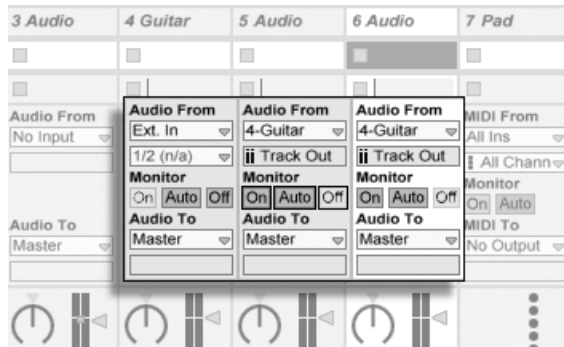 3 Audio
4 Guitar
5 Audio
6 Audio
7 Pad
Audio From
No Input
Audio To
Master
Audio From
Ext. In
1/2 (n/a)
Monitor
On Auto Off
Audio To
Master
Audio From
4-Guitar
ii Track Out
Monitor
On Auto Off
Audio To
Master
Audio From
4-Guitar
ii Track Out
Monitor
On Auto Off
Audio To
Master
MIDI From
All Ins
All Chann
Monitor
On Auto
MIDI To
No Output